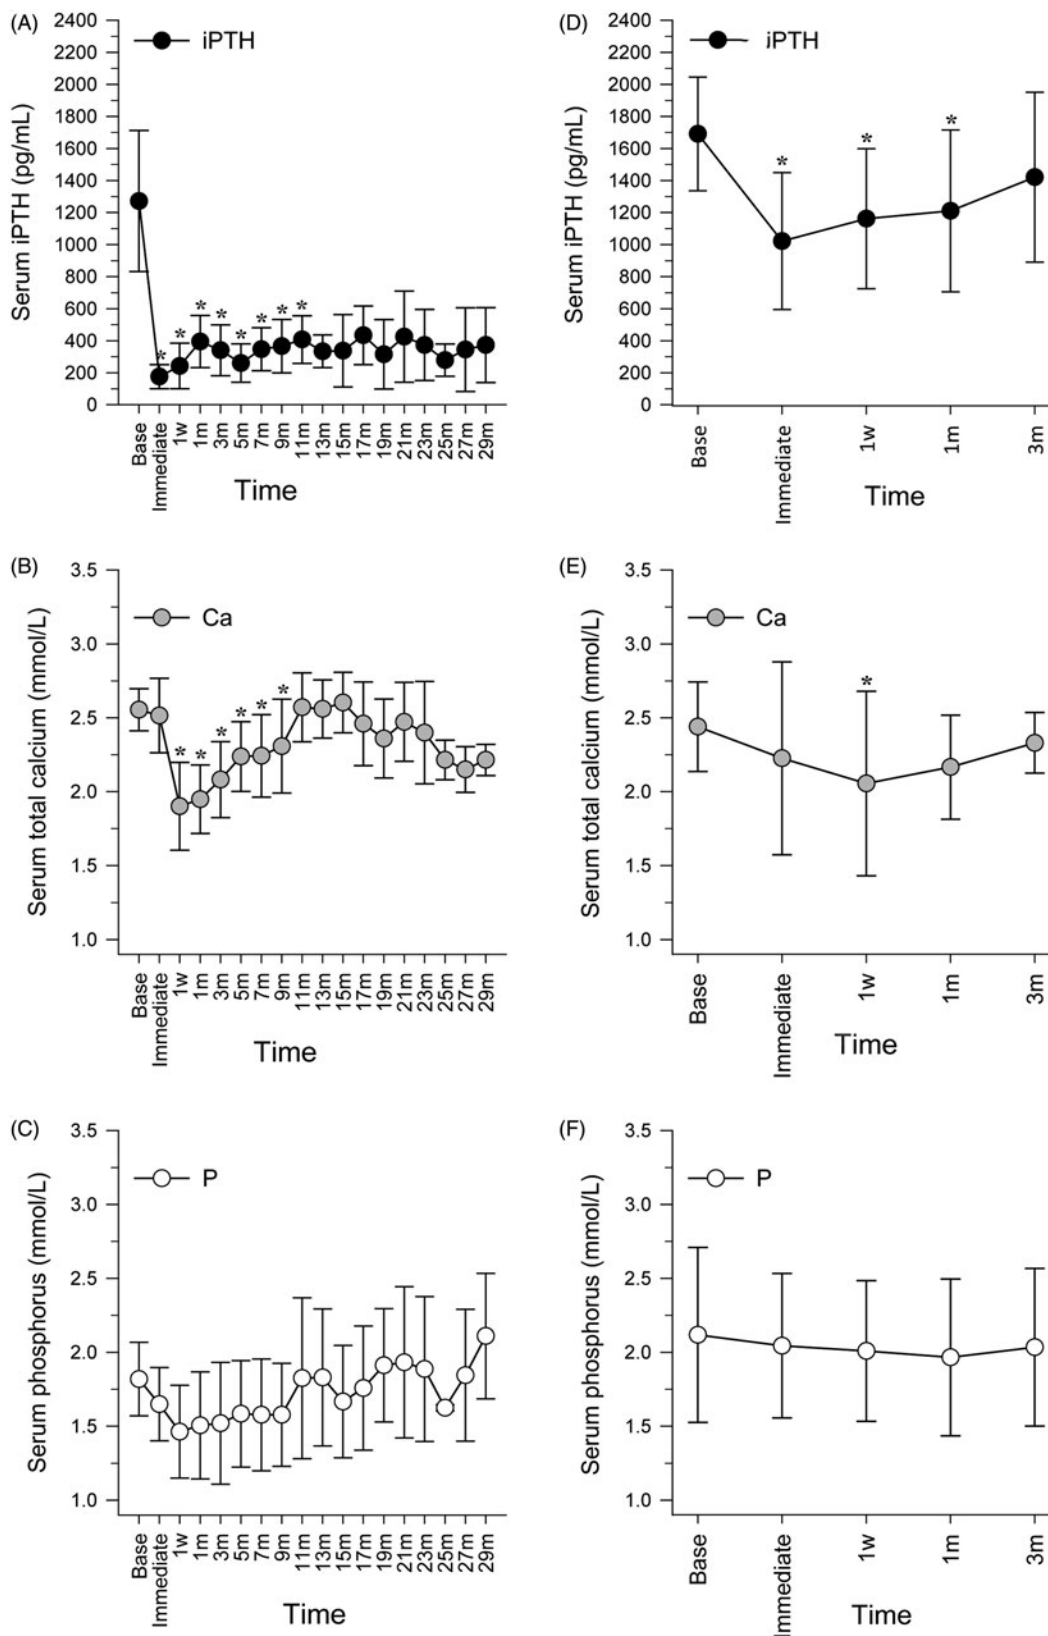 (A)
2400
2200
2000
1800
1600
1400
1200
1000
800
600
400
200
0
Serum iPTH (pg/mL)
iPTH
* * * * * * * *
Base
Immediate
1w
1m
3m
5m
7m
9m
11m
13m
15m
17m
19m
21m
23m
25m
27m
29m
Time
(D)
2400
2200
2000
1800
1600
1400
1200
1000
800
600
400
200
0
Serum iPTH (pg/mL)
iPTH
* * *
Base
Immediate
1w
1m
3m
Time
(B)
3.5
3.0
2.5
2.0
1.5
1.0
Serum total calcium (mmol/L)
Ca
* * * * * *
Base
Immediate
1w
1m
3m
5m
7m
9m
11m
13m
15m
17m
19m
21m
23m
25m
27m
29m
Time
(E)
3.5
3.0
2.5
2.0
1.5
1.0
Serum total calcium (mmol/L)
Ca
*
Base
Immediate
1w
1m
3m
Time
(C)
3.5
3.0
2.5
2.0
1.5
1.0
Serum phosphorus (mmol/L)
P
Base
Immediate
1w
1m
3m
5m
7m
9m
11m
13m
15m
17m
19m
21m
23m
25m
27m
29m
Time
(F)
3.5
3.0
2.5
2.0
1.5
1.0
Serum phosphorus (mmol/L)
P
Base
Immediate
1w
1m
3m
Time